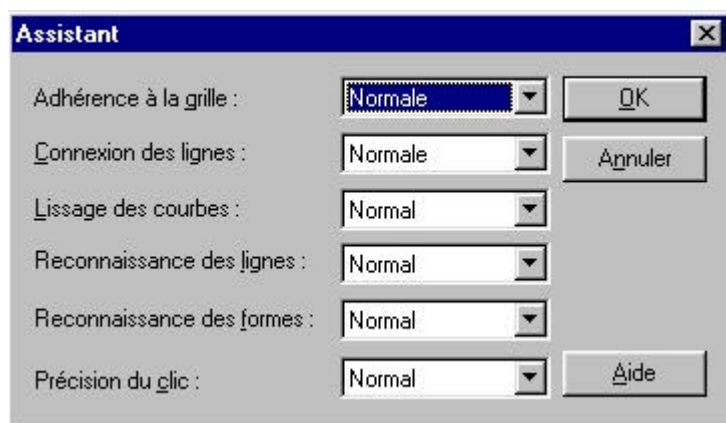 Assistant
Adhérence à la grille : Normale OK
Connexion des lignes : Normale Annuler
Lissage des courbes : Normal
Reconnaissance des lignes : Normal
Reconnaissance des formes : Normal
Précision du clic : Normal Aide